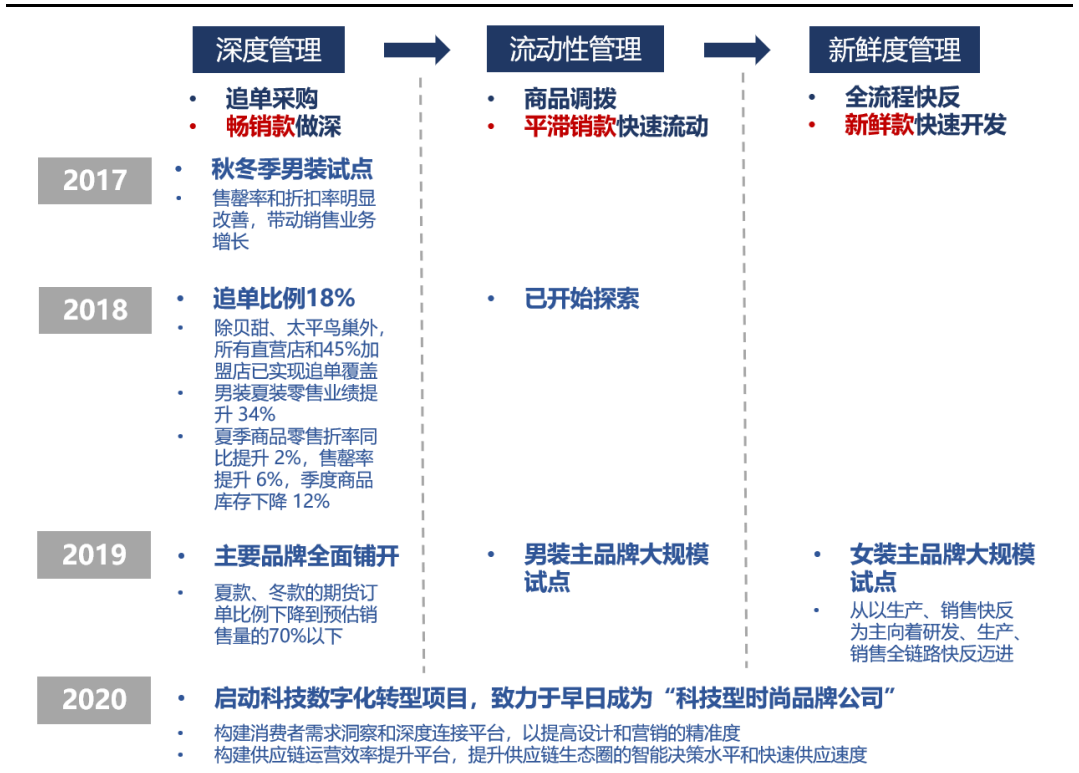 深度管理
流动性管理
新鲜度管理
• 追单采购
• 畅销款做深
• 商品调拨
• 平滞销款快速流动
• 全流程快反
• 新鲜款快速开发
2017
• 秋冬季男装试点
• 售罄率和折扣率明显
改善，带动销售业务
增长
2018
• 追单比例18%
• 除贝甜、太平鸟巢外，
所有直营店和45%加
盟店已实现追单覆盖
• 男装夏装零售业绩提
升 34%
• 夏季商品零售折率同
比提升 2%，售罄率
提升 6%，季度商品
库存下降 12%
• 已开始探索
2019
• 主要品牌全面铺开
• 夏款、冬款的期货订
单比例下降到预估销
售量的70%以下
• 男装主品牌大规模
试点
• 女装主品牌大规模
试点
• 从以生产、销售快反
为主向着研发、生产、
销售全链路快反迈进
2020
• 启动科技数字化转型项目，致力于早日成为“科技型时尚品牌公司”
• 构建消费者需求洞察和深度连接平台，以提高设计和营销的精准度
• 构建供应链运营效率提升平台，提升供应链生态圈的智能决策水平和快速供应速度